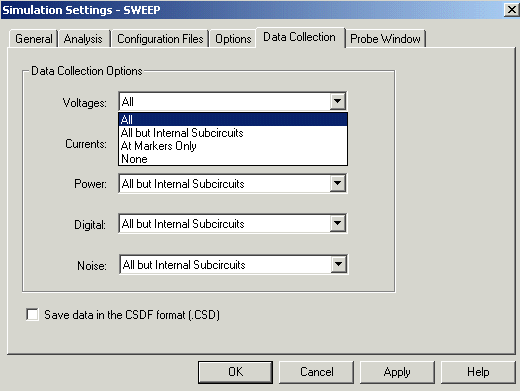 Simulation Settings - SWEEP
General Analysis Configuration Files Options Data Collection Probe Window
Data Collection Options
Voltages: All
All
All but Internal Subcircuits
Currents:
At Markers Only
None
Power: All but Internal Subcircuits
Digital: All but Internal Subcircuits
Noise: All but Internal Subcircuits
Save data in the CSDF format (.CSD)
OK Cancel Apply Help